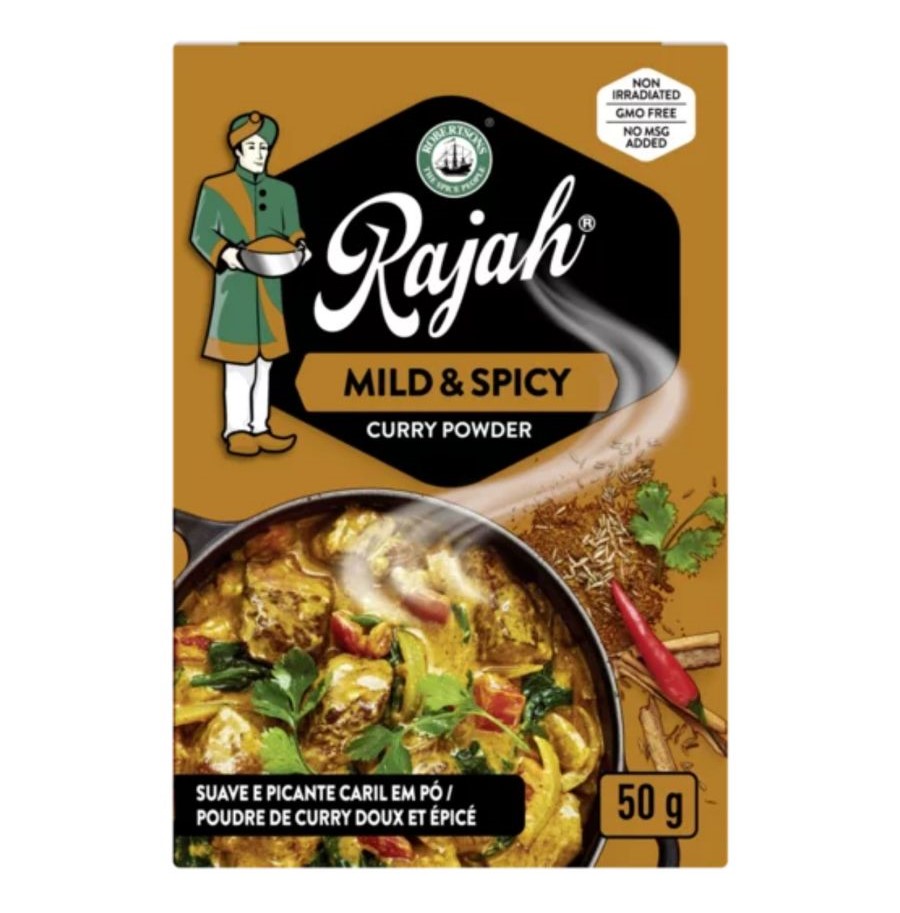 NON
IRRADIATED
GMO FREE
NO MSG
ADDED
ROBERTSONS
THE SPICE PEOPLE
®
Rajah®
MILD & SPICY
CURRY POWDER
SUAVE E PICANTE CARIL EM PÓ /
POUDRE DE CURRY DOUX ET ÉPICÉ
50 g